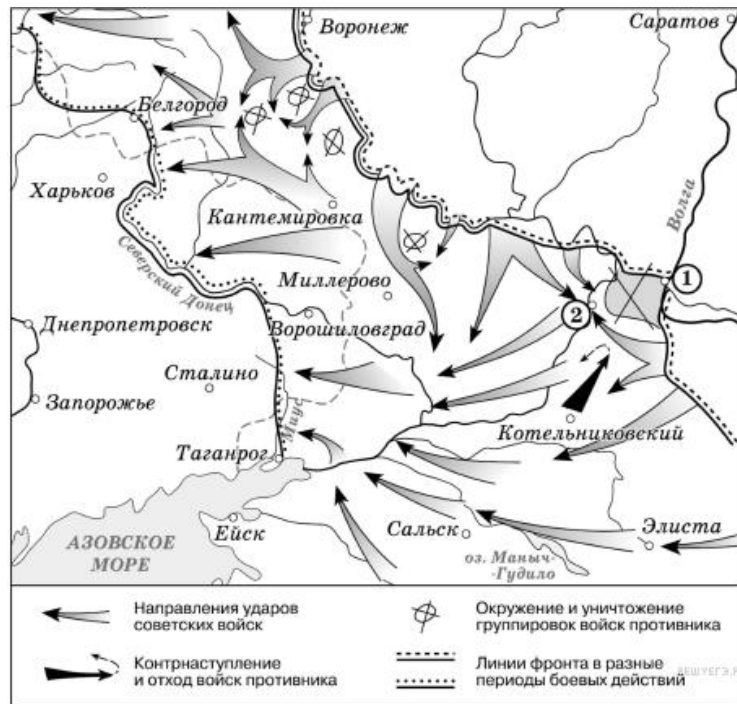 Воронеж
Саратов
Белгород
Волга
Харьков
Кантемировка
Северский Донец
Миллерово
1
Днепропетровск
Ворошиловград
2
Сталино
Запорожье
Миус
Котельниковский
Таганрог
АЗОВСКОЕ
МОРЕ
Ейск
Сальск
Элиста
оз. Маныч-
-Гудило
Направления ударов
советских войск
Окружение и уничтожение
группировок войск противника
Контрнаступление
и отход войск противника
Линии фронта в разные
периоды боевых действий